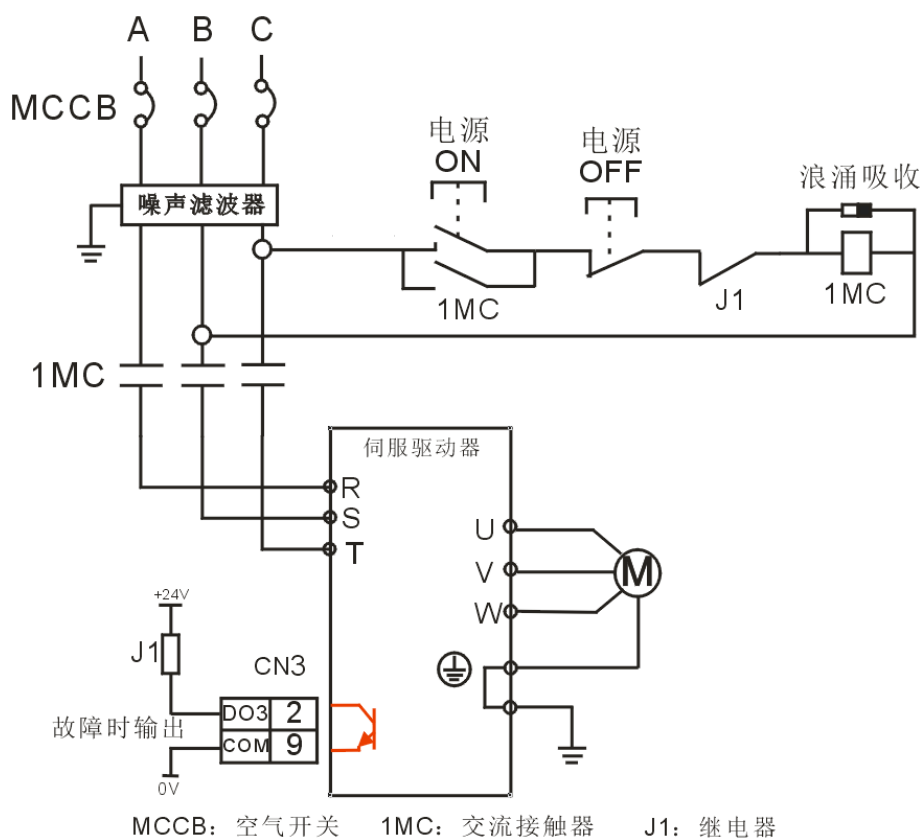 A B C
MCCB
电源
ON
电源
OFF
浪涌吸收
噪声滤波器
1MC
J1
1MC
1MC
伺服驱动器
R
S
T
U
V
W
M
+24V
J1
CN3
DO3 2
故障时输出
COM 9
0V
MCCB：空气开关 1MC：交流接触器 J1：继电器